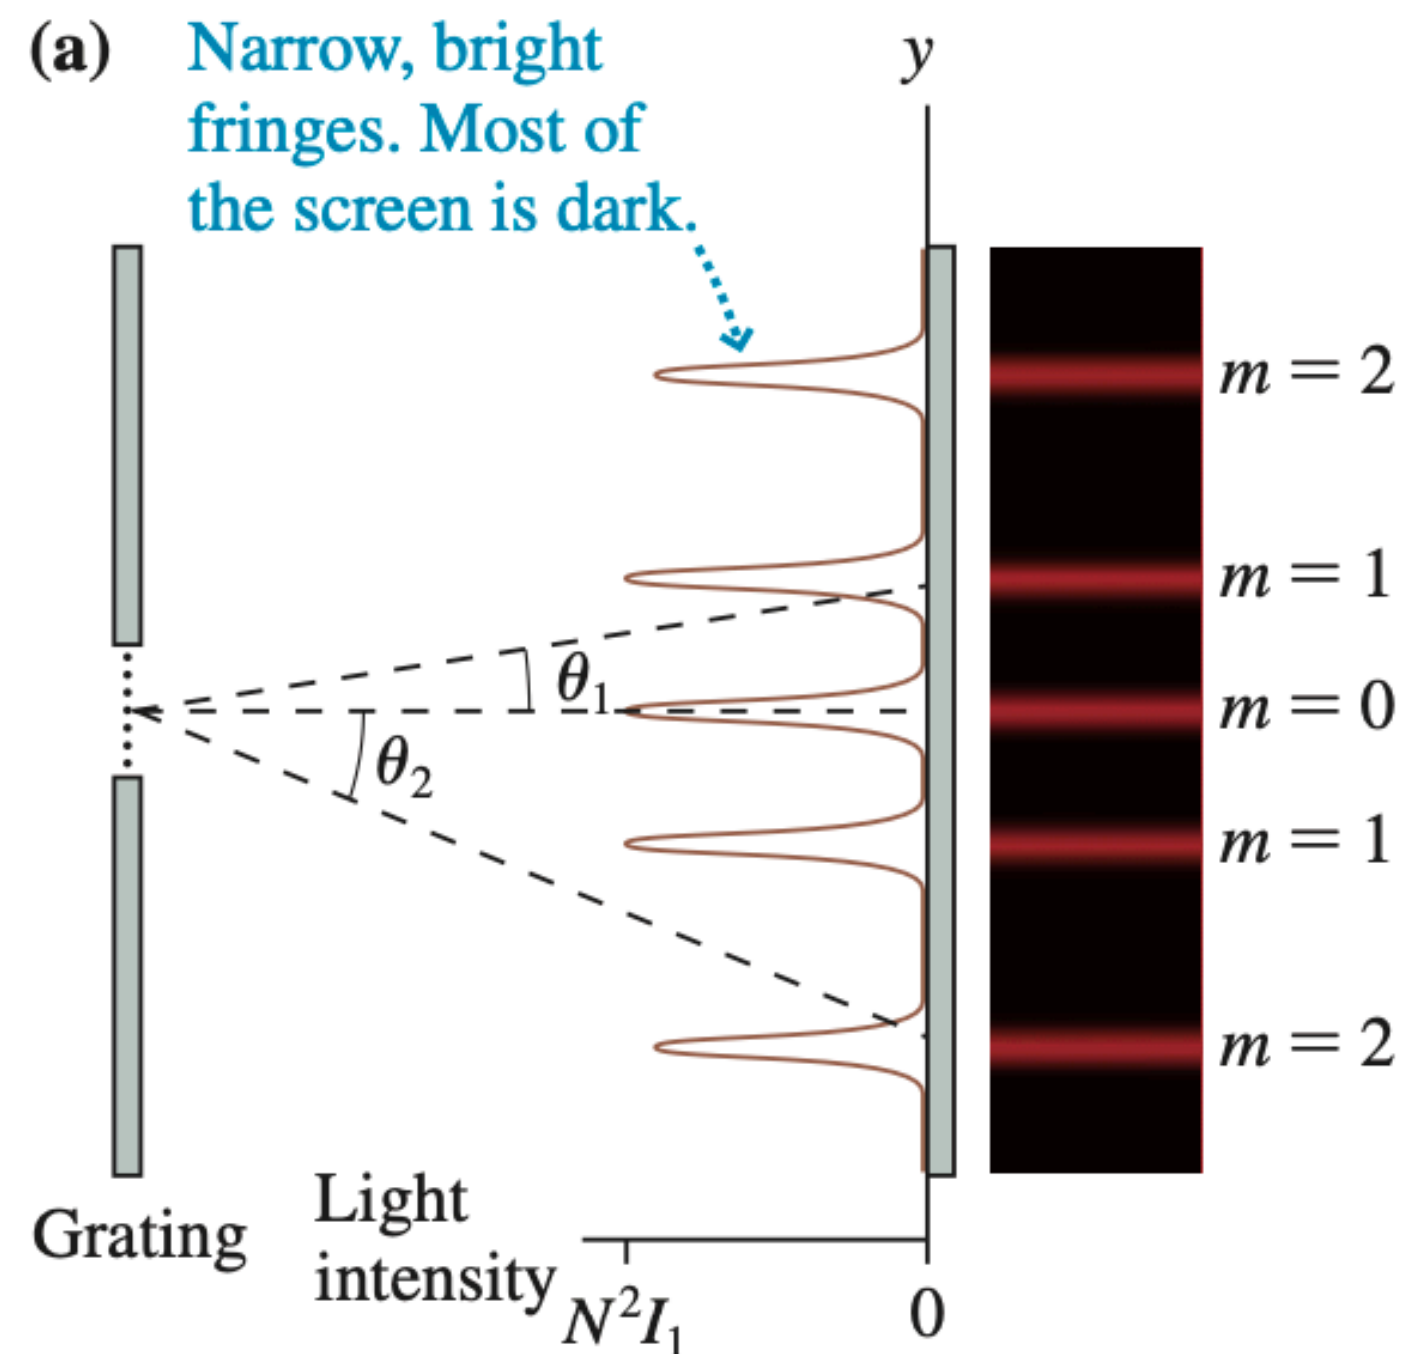 (a)
Narrow, bright
fringes. Most of
the screen is dark.
y
m = 2
m = 1
θ₁
m = 0
θ₂
m = 1
m = 2
Grating
Light
intensity
N²I₁
0